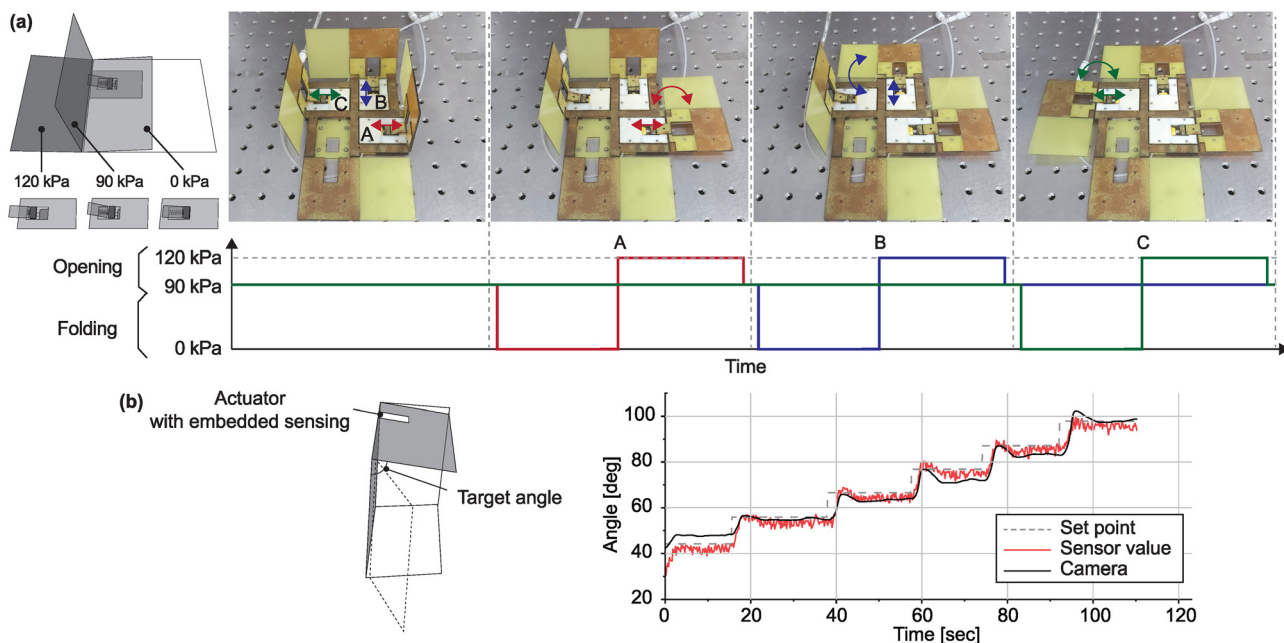 (a)
120 kPa
90 kPa
0 kPa
C
B
A
A
B
C
Opening
120 kPa
90 kPa
Folding
0 kPa
Time
(b)
Actuator
with embedded sensing
Target angle
Angle [deg]
100
80
60
40
20
0
20
40
60
80
100
120
Time [sec]
Set point
Sensor value
Camera